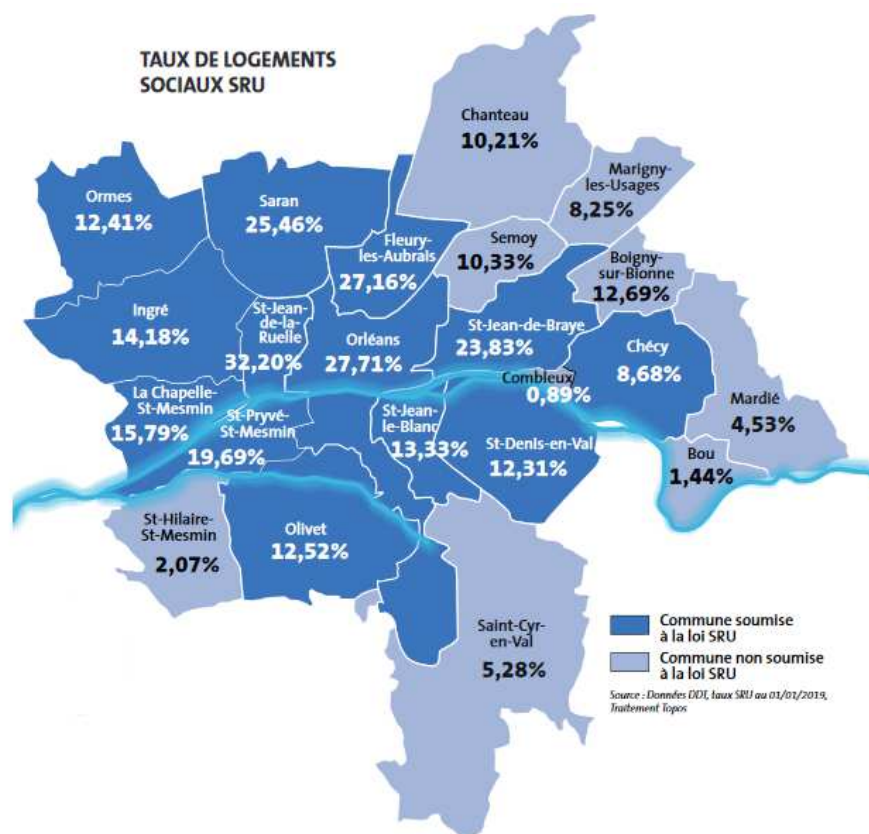 TAUX DE LOGEMENTS
SOCIAUX SRU
Chanteau
10,21%
Marigny-
les-Usages
8,25%
Ormes
12,41%
Saran
25,46%
Fleury-
les-Aubrais
27,16%
Semoy
10,33%
Boigny-
sur-Bionne
12,69%
Ingré
14,18%
St-Jean-
de-la-
Ruelle
32,20%
Orléans
27,71%
St-Jean-de-Braye
23,83%
Chécy
8,68%
Combleux
0,89%
Mardié
4,53%
La Chapelle-
St-Mesmin
15,79%
St-Pryvé-
St-Mesmin
19,69%
St-Jean-
le-Blanc
13,33%
St-Denis-en-Val
12,31%
Bou
1,44%
St-Hilaire-
St-Mesmin
2,07%
Olivet
12,52%
Saint-Cyr-
en-Val
5,28%
Commune soumise
à la loi SRU
Commune non soumise
à la loi SRU
Source : Données DDT, taux SRU au 01/01/2019,
Traitement Topos